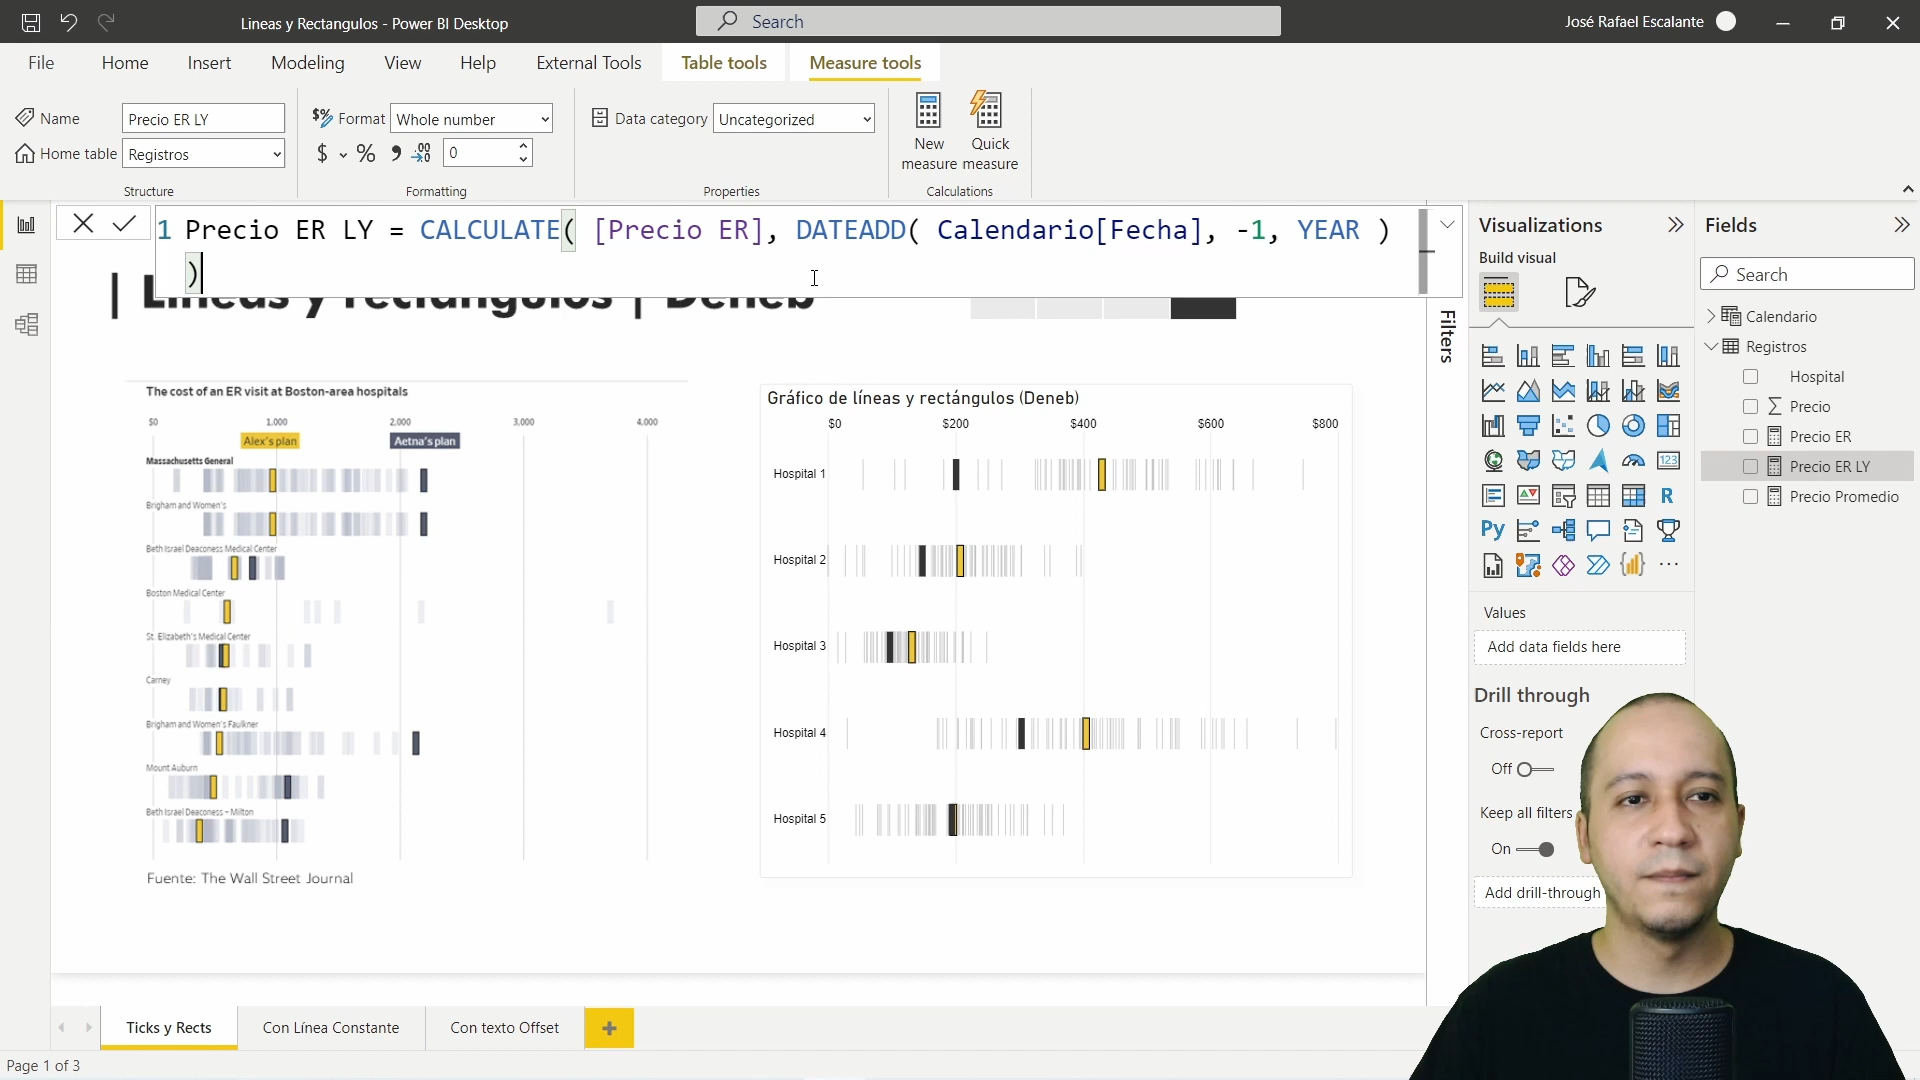 Lineas y Rectangulos - Power BI Desktop
Search
José Rafael Escalante
File Home Insert Modeling View Help External Tools Table tools Measure tools
Name Precio ER LY
Format Whole number
Data category Uncategorized
New measure
Quick measure
Home table Registros
$ % 0
Structure
Formatting
Properties
Calculations
1 Precio ER LY = CALCULATE( [Precio ER], DATEADD( Calendario[Fecha], -1, YEAR )
)
| Líneas y rectángulos | Deneb
The cost of an ER visit at Boston-area hospitals
$0 1,000 2,000 3,000 4,000
Alex's plan Aetna's plan
Massachusetts General
Brigham and Women's
Beth Israel Deaconess Medical Center
Boston Medical Center
St. Elizabeth's Medical Center
Carney
Brigham and Women's Faulkner
Mount Auburn
Beth Israel Deaconess – Milton
Fuente: The Wall Street Journal
Gráfico de líneas y rectángulos (Deneb)
$0 $200 $400 $600 $800
Hospital 1
Hospital 2
Hospital 3
Hospital 4
Hospital 5
Filters
Visualizations
Build visual
123
R
Py
Values
Add data fields here
Drill through
Cross-report
Off
Keep all filters
On
Add drill-through
Fields
Search
Calendario
Registros
Hospital
Precio
Precio ER
Precio ER LY
Precio Promedio
Ticks y Rects Con Línea Constante Con texto Offset +
Page 1 of 3